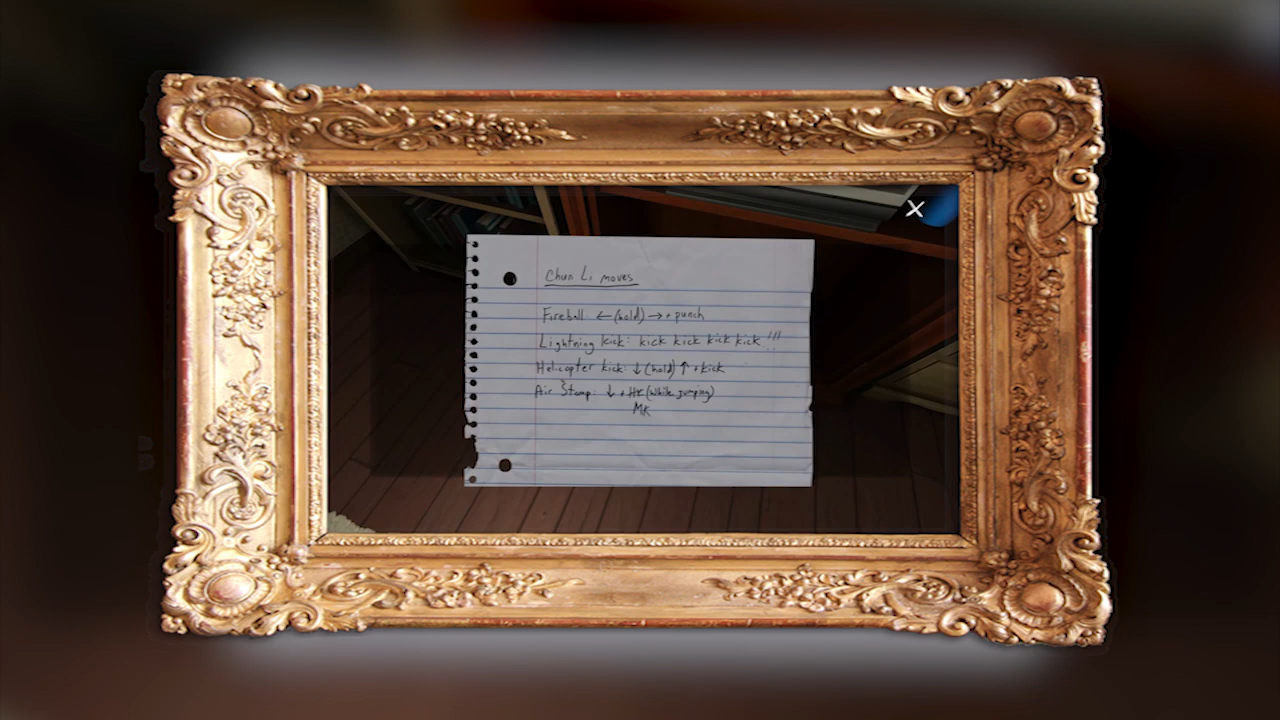 Chun Li moves
Fireball ← (hold) → + punch
Lightning kick: kick kick kick kick !!!
Helicopter kick: ↓ (hold) ↑ + kick
Air Stomp: ↓ + HK (while jumping)
MK